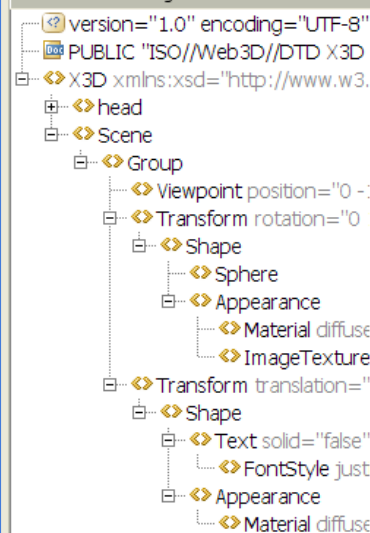 version="1.0" encoding="UTF-8"
PUBLIC "ISO//Web3D//DTD X3D
X3D xmlns:xsd="http://www.w3.
head
Scene
Group
Viewpoint position="0 -
Transform rotation="0
Shape
Sphere
Appearance
Material diffuse
ImageTexture
Transform translation="
Shape
Text solid="false"
FontStyle just
Appearance
Material diffuse